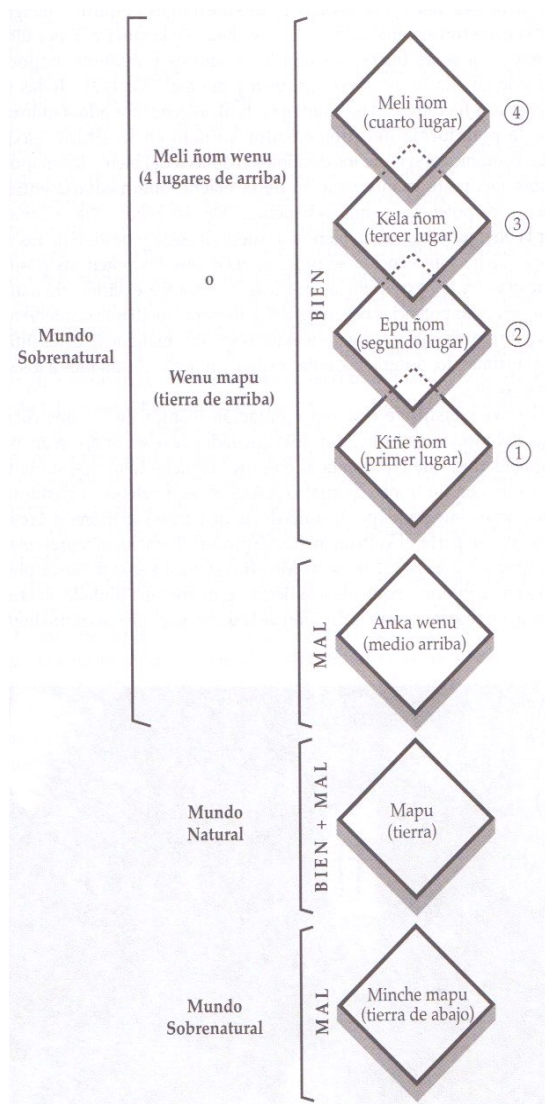 Meli ñom
(cuarto lugar)
4
Meli ñom wenu
(4 lugares de arriba)
Këla ñom
(tercer lugar)
3
o
BIEN
Mundo
Sobrenatural
Epu ñom
(segundo lugar)
2
Wenu mapu
(tierra de arriba)
Kiñe ñom
(primer lugar)
1
MAL
Anka wenu
(medio arriba)
Mundo
Natural
BIEN + MAL
Mapu
(tierra)
Mundo
Sobrenatural
MAL
Minche mapu
(tierra de abajo)